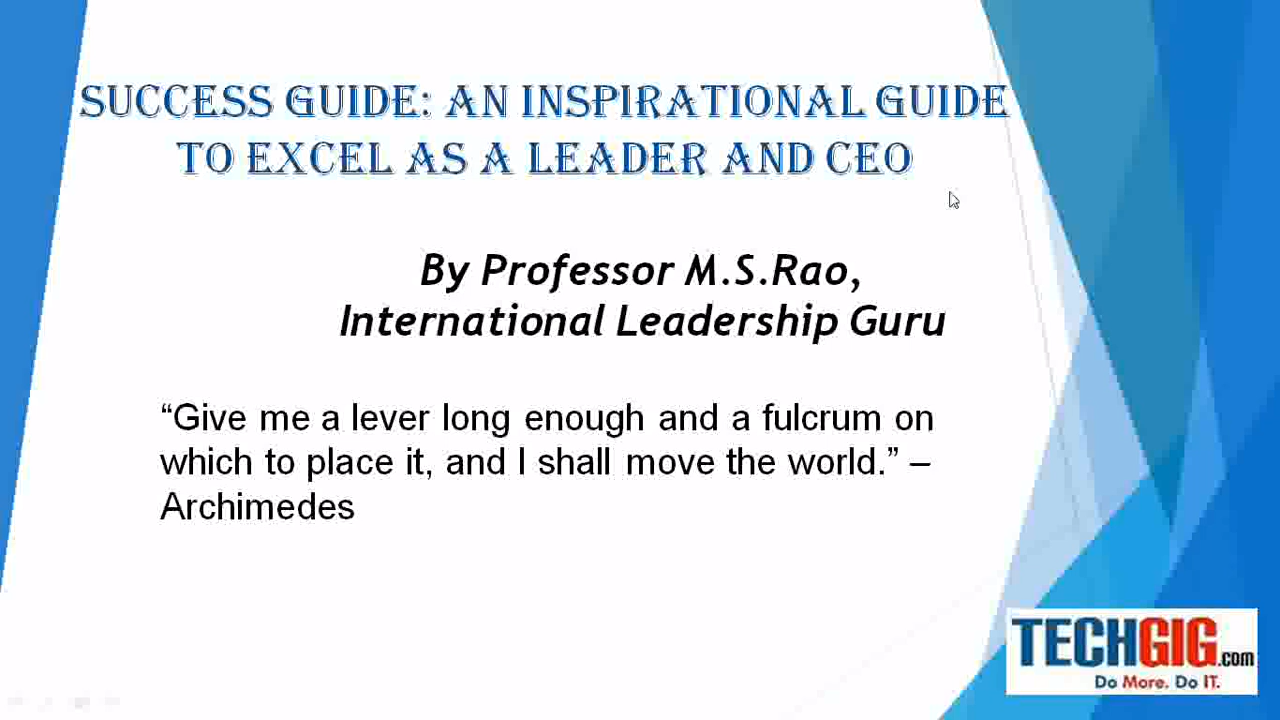 SUCCESS GUIDE: AN INSPIRATIONAL GUIDE
TO EXCEL AS A LEADER AND CEO
By Professor M.S.Rao,
International Leadership Guru
“Give me a lever long enough and a fulcrum on
which to place it, and I shall move the world.” –
Archimedes
TECHGIG.com
Do More. Do IT.